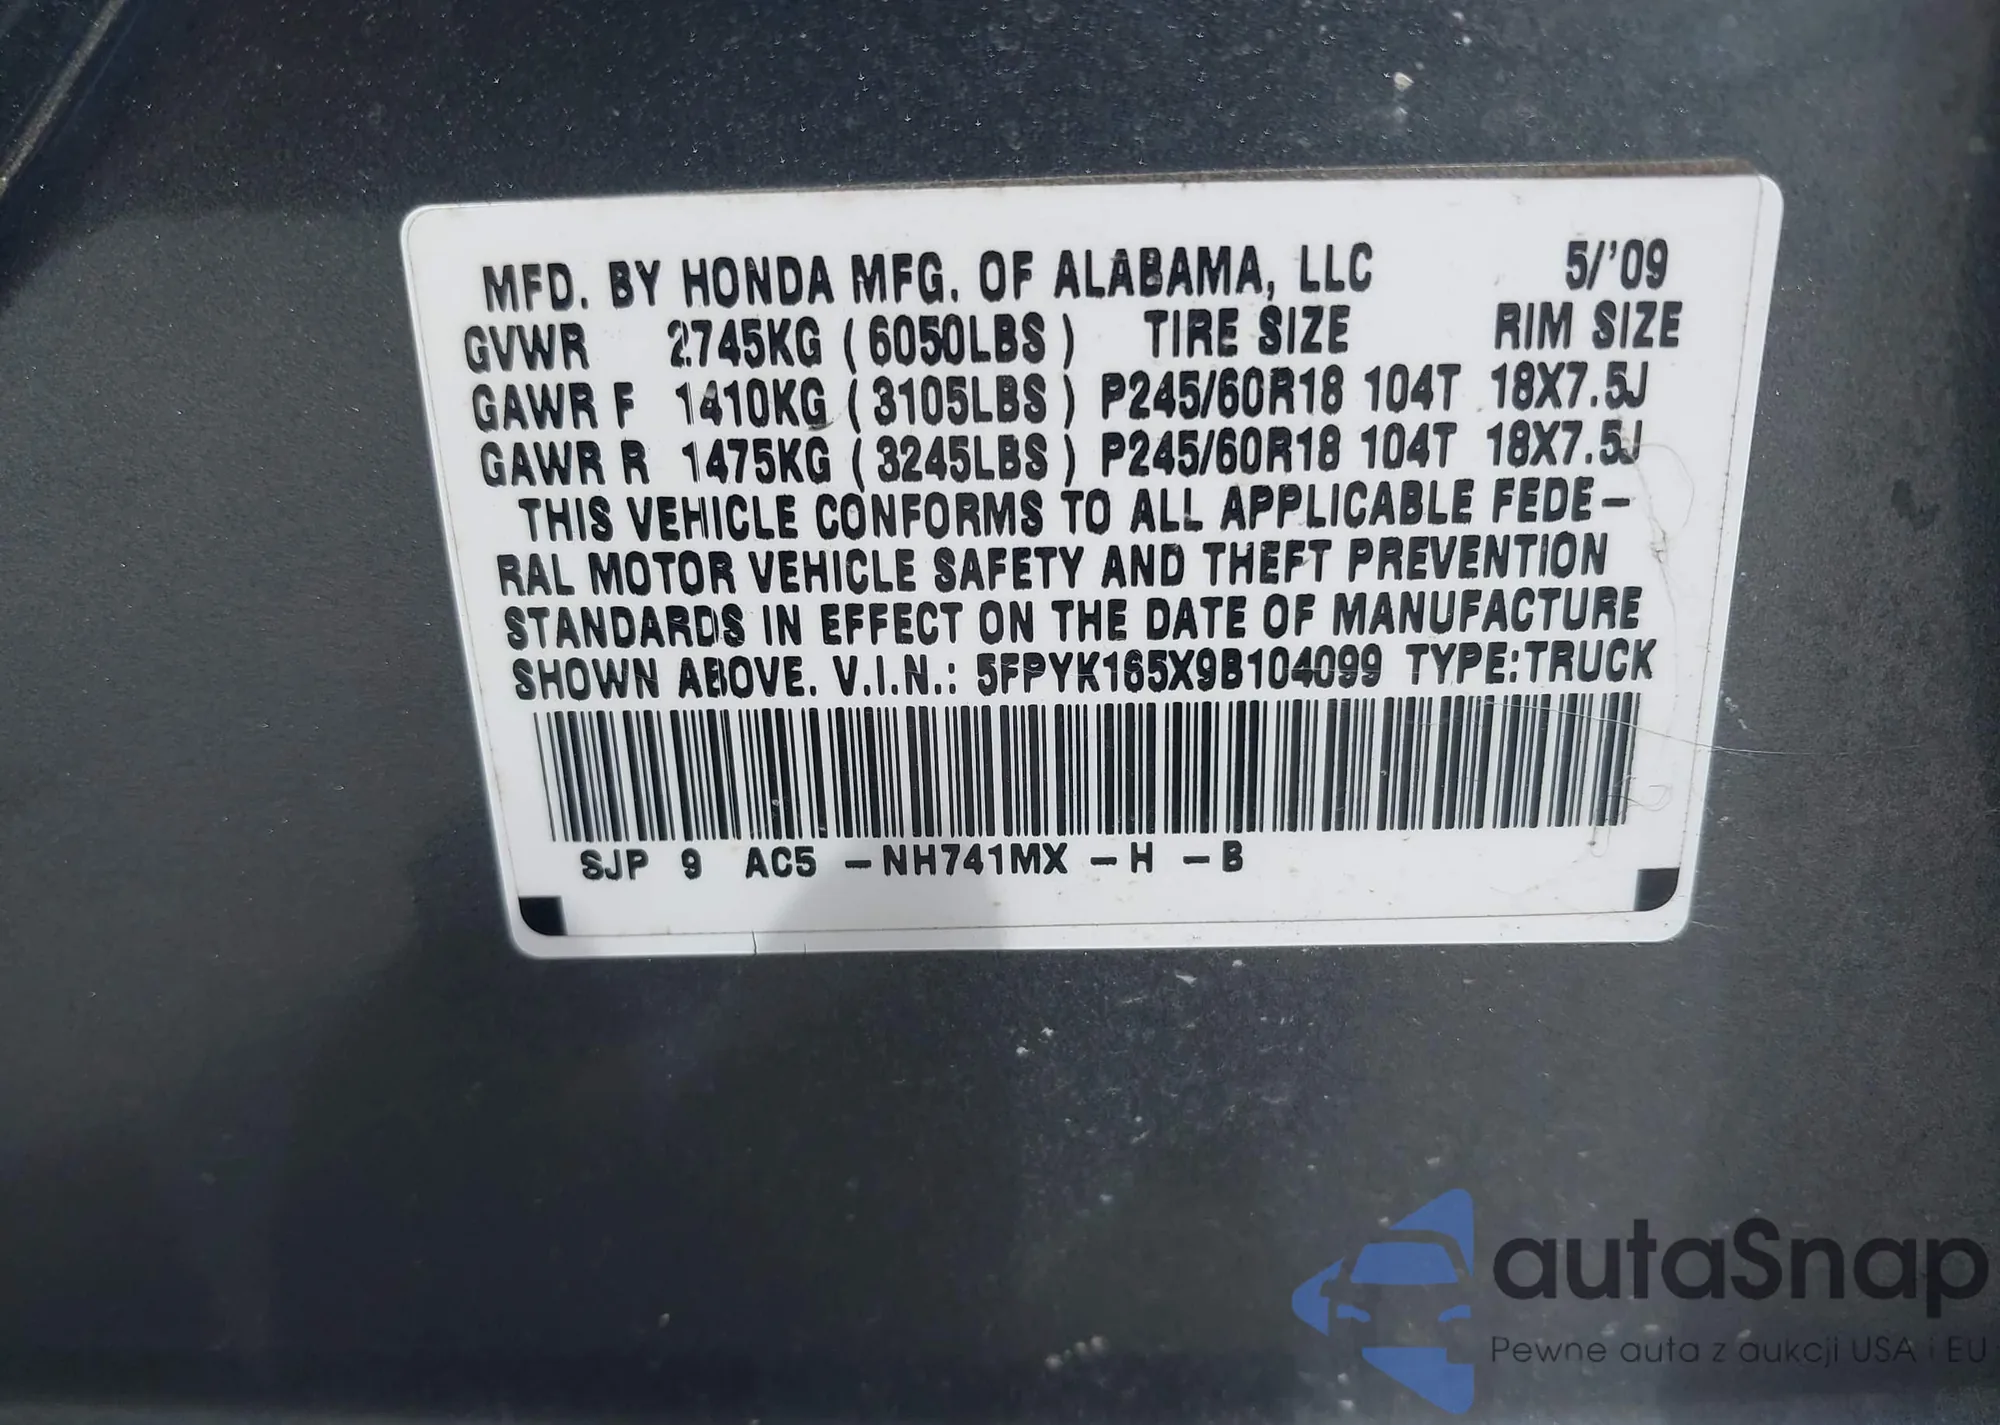 MFD. BY HONDA MFG. OF ALABAMA, LLC 5/'09
GVWR 2745KG (6050LBS) TIRE SIZE RIM SIZE
GAWR F 1410KG (3105LBS) P245/60R18 104T 18X7.5J
GAWR R 1475KG (3245LBS) P245/60R18 104T 18X7.5J
THIS VEHICLE CONFORMS TO ALL APPLICABLE FEDE-
RAL MOTOR VEHICLE SAFETY AND THEFT PREVENTION
STANDARDS IN EFFECT ON THE DATE OF MANUFACTURE
SHOWN ABOVE. V.I.N.: 5FPYK165X9B104099 TYPE:TRUCK
SJP 9 AC5 -NH741MX -H -B
autaSnap
Pewne auta z aukcji USA i EU